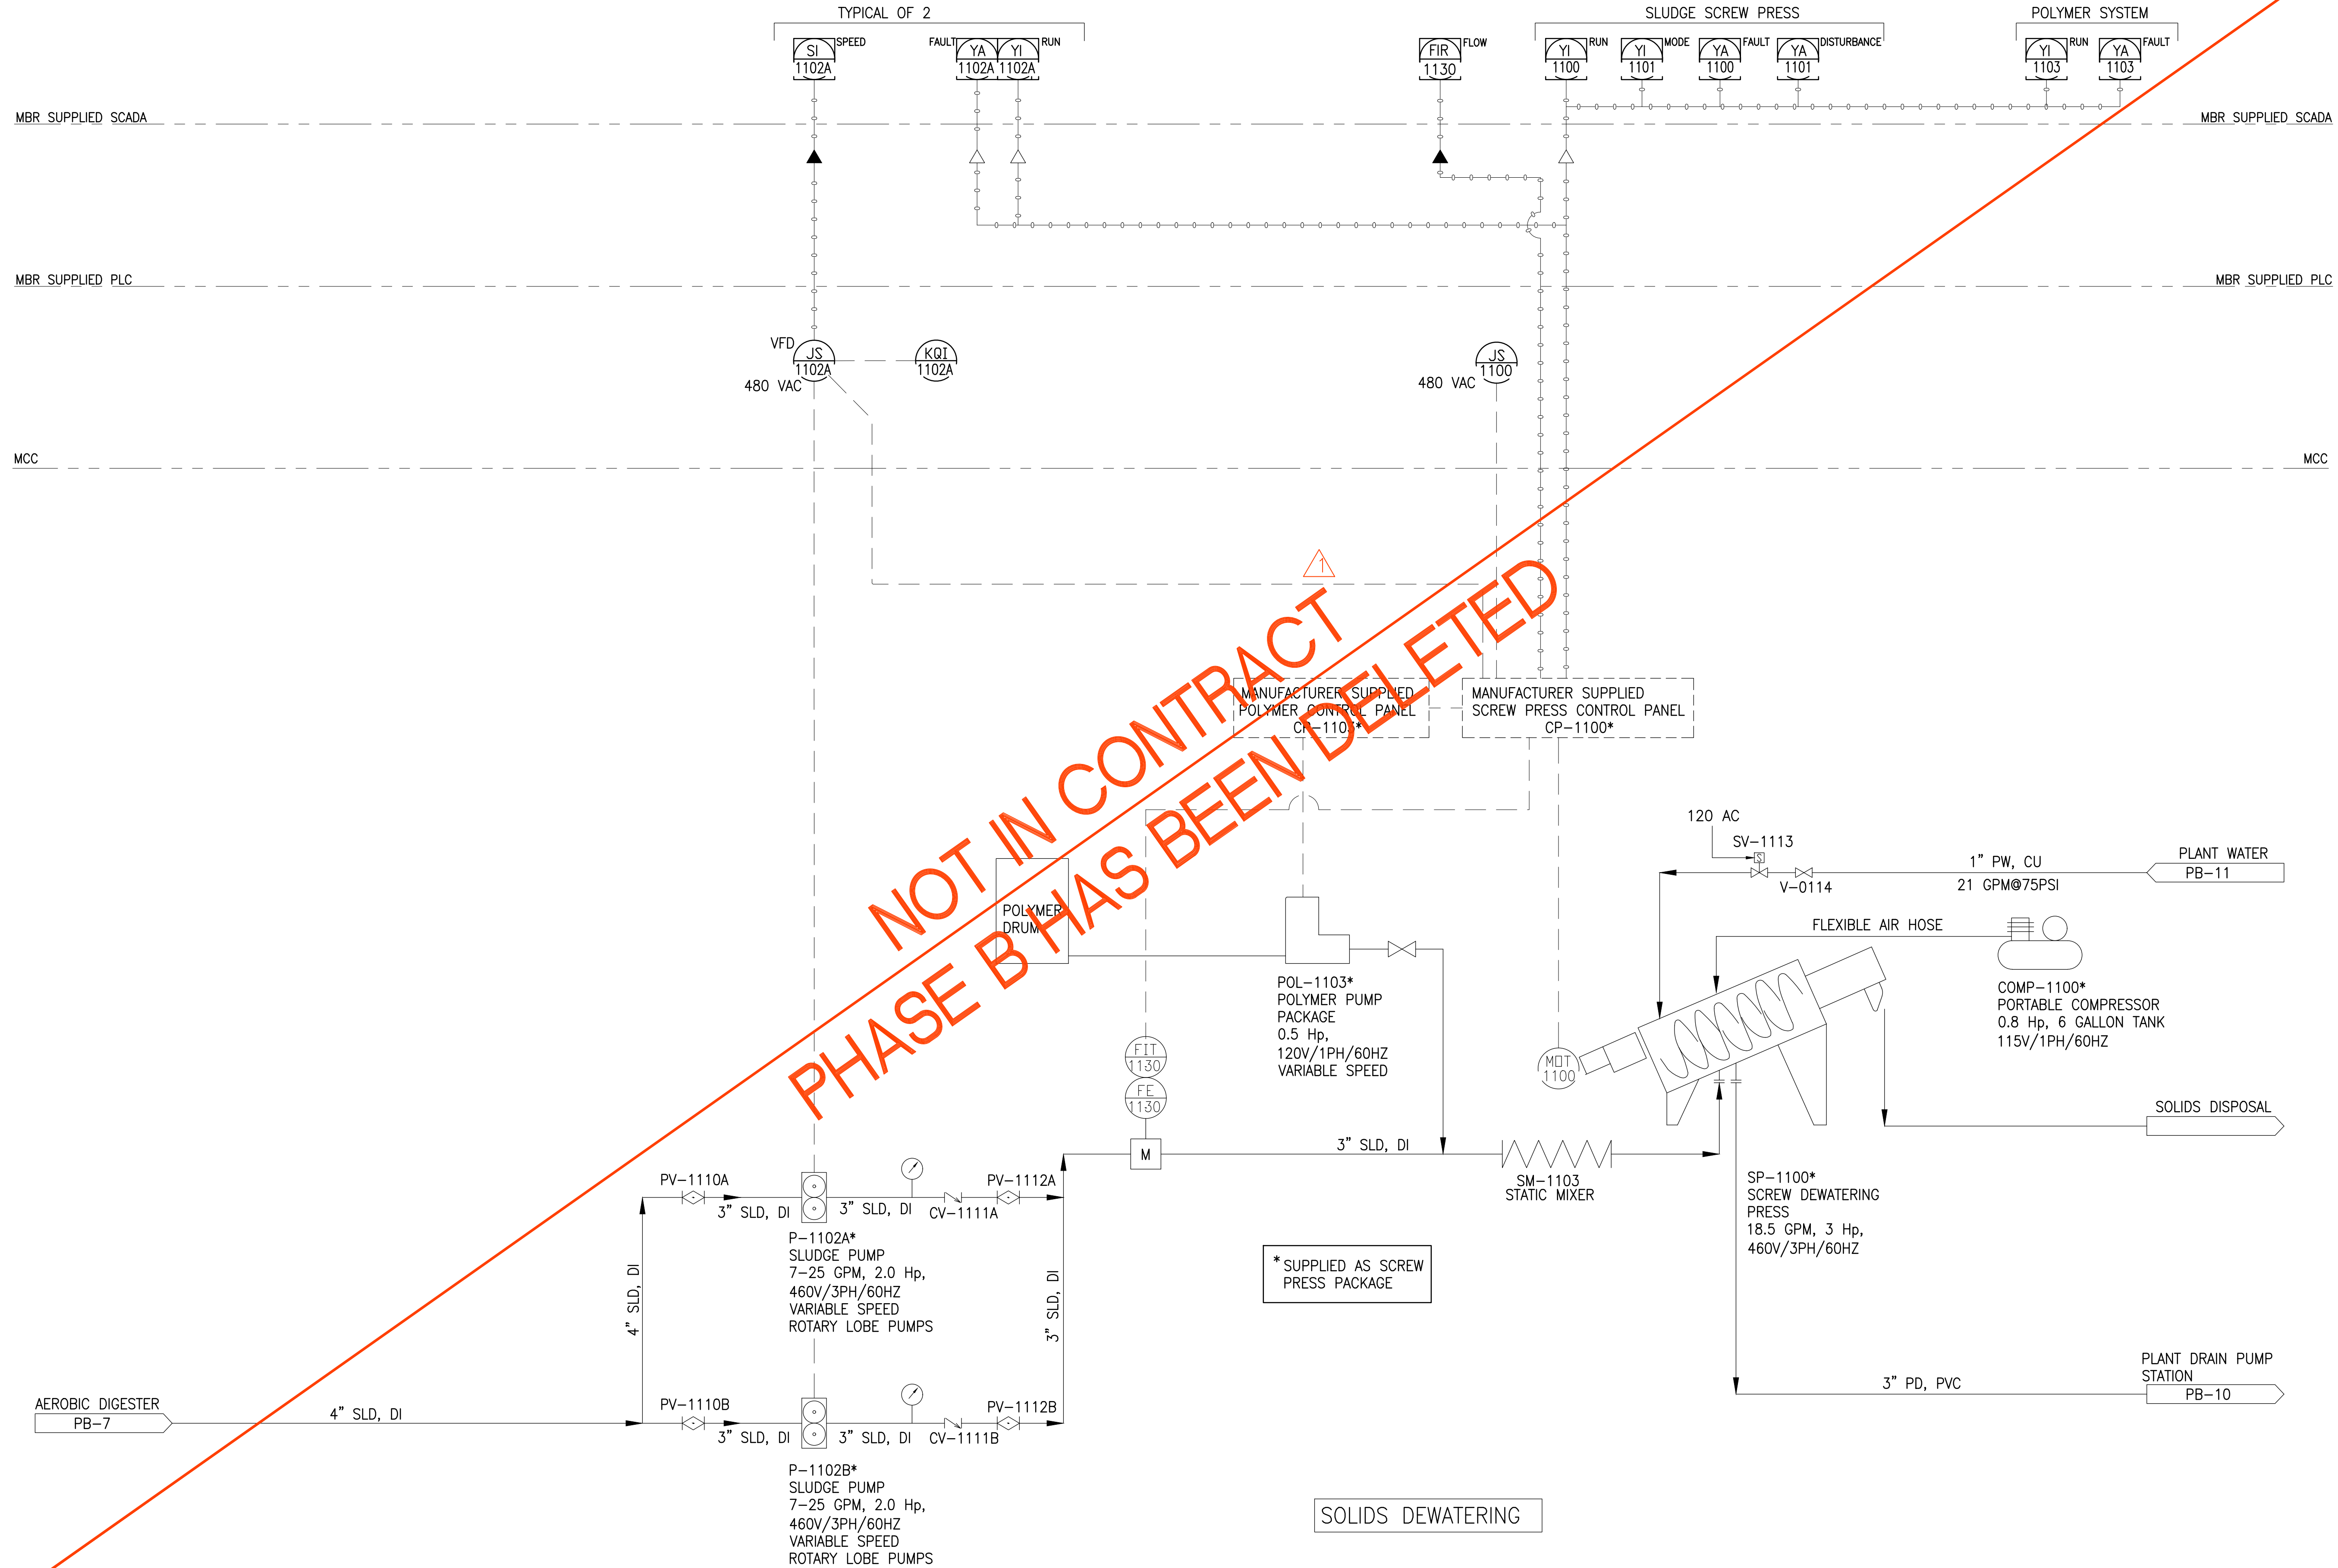 TYPICAL OF 2
SLUDGE SCREW PRESS
POLYMER SYSTEM
SI
1102A
SPEED
FAULT
YA
1102A
YI
1102A
RUN
FIR
1130
FLOW
YI
1100
RUN
YI
1101
MODE
YA
1100
FAULT
YA
1101
DISTURBANCE
YI
1103
RUN
YA
1103
FAULT
MBR SUPPLIED SCADA
MBR SUPPLIED SCADA
MBR SUPPLIED PLC
MBR SUPPLIED PLC
VFD
JS
1102A
480 VAC
KQI
1102A
JS
1100
480 VAC
MCC
MCC
1
NOT IN CONTRACT
PHASE B HAS BEEN DELETED
MANUFACTURER SUPPLIED
POLYMER CONTROL PANEL
CP-1103*
MANUFACTURER SUPPLIED
SCREW PRESS CONTROL PANEL
CP-1100*
120 AC
SV-1113
S
V-0114
1" PW, CU
21 GPM@75PSI
PLANT WATER
PB-11
POLYMER
DRUM
FLEXIBLE AIR HOSE
POL-1103*
POLYMER PUMP
PACKAGE
0.5 Hp,
120V/1PH/60HZ
VARIABLE SPEED
COMP-1100*
PORTABLE COMPRESSOR
0.8 Hp, 6 GALLON TANK
115V/1PH/60HZ
FIT
1130
FE
1130
M
MOT
1100
SOLIDS DISPOSAL
3" SLD, DI
SM-1103
STATIC MIXER
SP-1100*
SCREW DEWATERING
PRESS
18.5 GPM, 3 Hp,
460V/3PH/60HZ
PV-1110A
3" SLD, DI
3" SLD, DI
CV-1111A
PV-1112A
P-1102A*
SLUDGE PUMP
7-25 GPM, 2.0 Hp,
460V/3PH/60HZ
VARIABLE SPEED
ROTARY LOBE PUMPS
4" SLD, DI
3" SLD, DI
* SUPPLIED AS SCREW
PRESS PACKAGE
AEROBIC DIGESTER
PB-7
4" SLD, DI
PV-1110B
3" SLD, DI
3" SLD, DI
CV-1111B
PV-1112B
3" PD, PVC
PLANT DRAIN PUMP
STATION
PB-10
P-1102B*
SLUDGE PUMP
7-25 GPM, 2.0 Hp,
460V/3PH/60HZ
VARIABLE SPEED
ROTARY LOBE PUMPS
SOLIDS DEWATERING